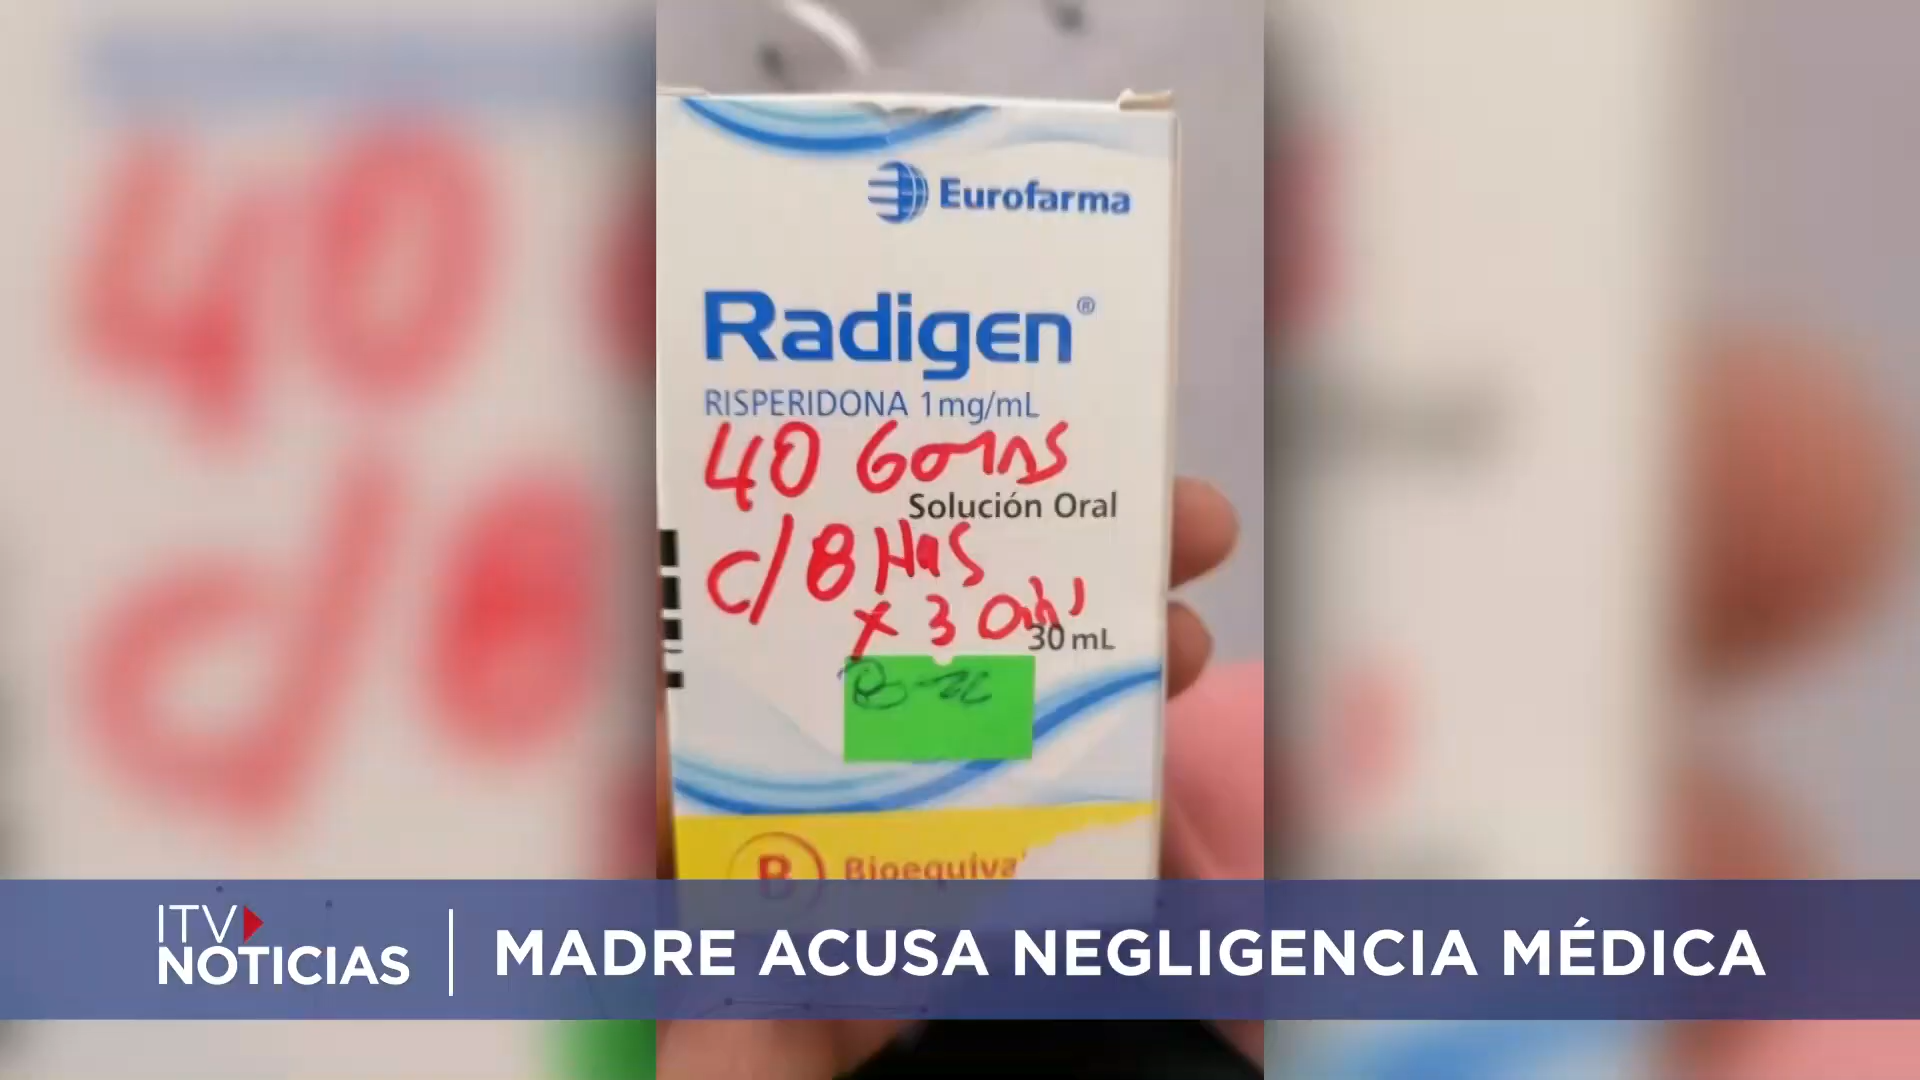 Eurofarma
Radigen®
RISPERIDONA 1mg/mL
40 Gotas
Solución Oral
c/8 Hrs
x 3 días
30 mL
B Bioequiva
ITV
NOTICIAS
MADRE ACUSA NEGLIGENCIA MÉDICA